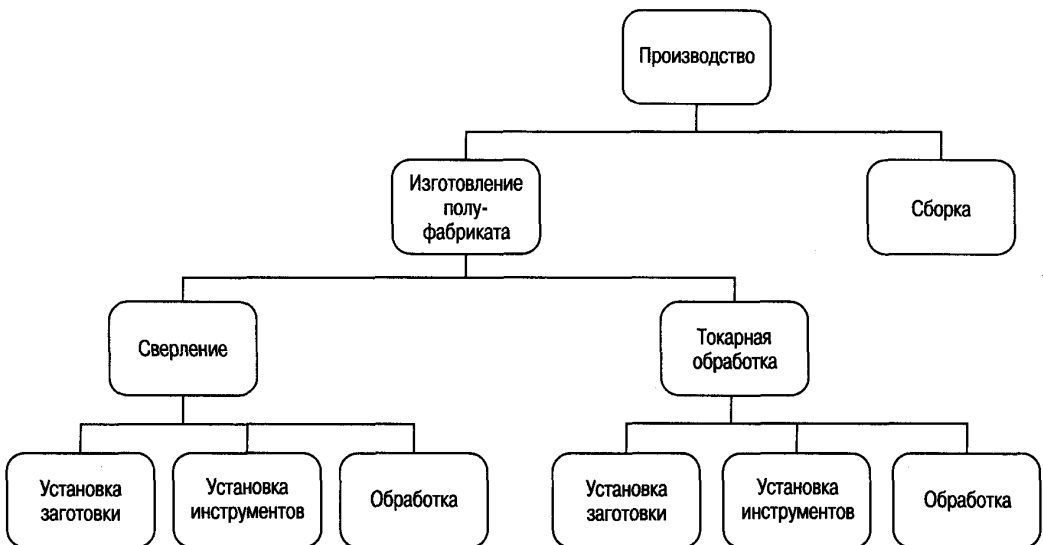 Производство
Изготовление
полу-
фабриката
Сборка
Сверление
Токарная
обработка
Установка
заготовки
Установка
инструментов
Обработка
Установка
заготовки
Установка
инструментов
Обработка